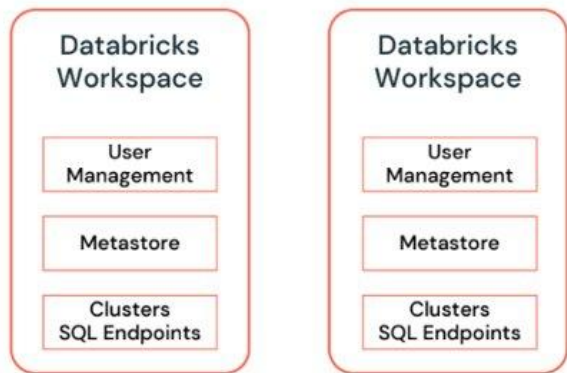 Databricks
Workspace
User
Management
Metastore
Clusters
SQL Endpoints
Databricks
Workspace
User
Management
Metastore
Clusters
SQL Endpoints